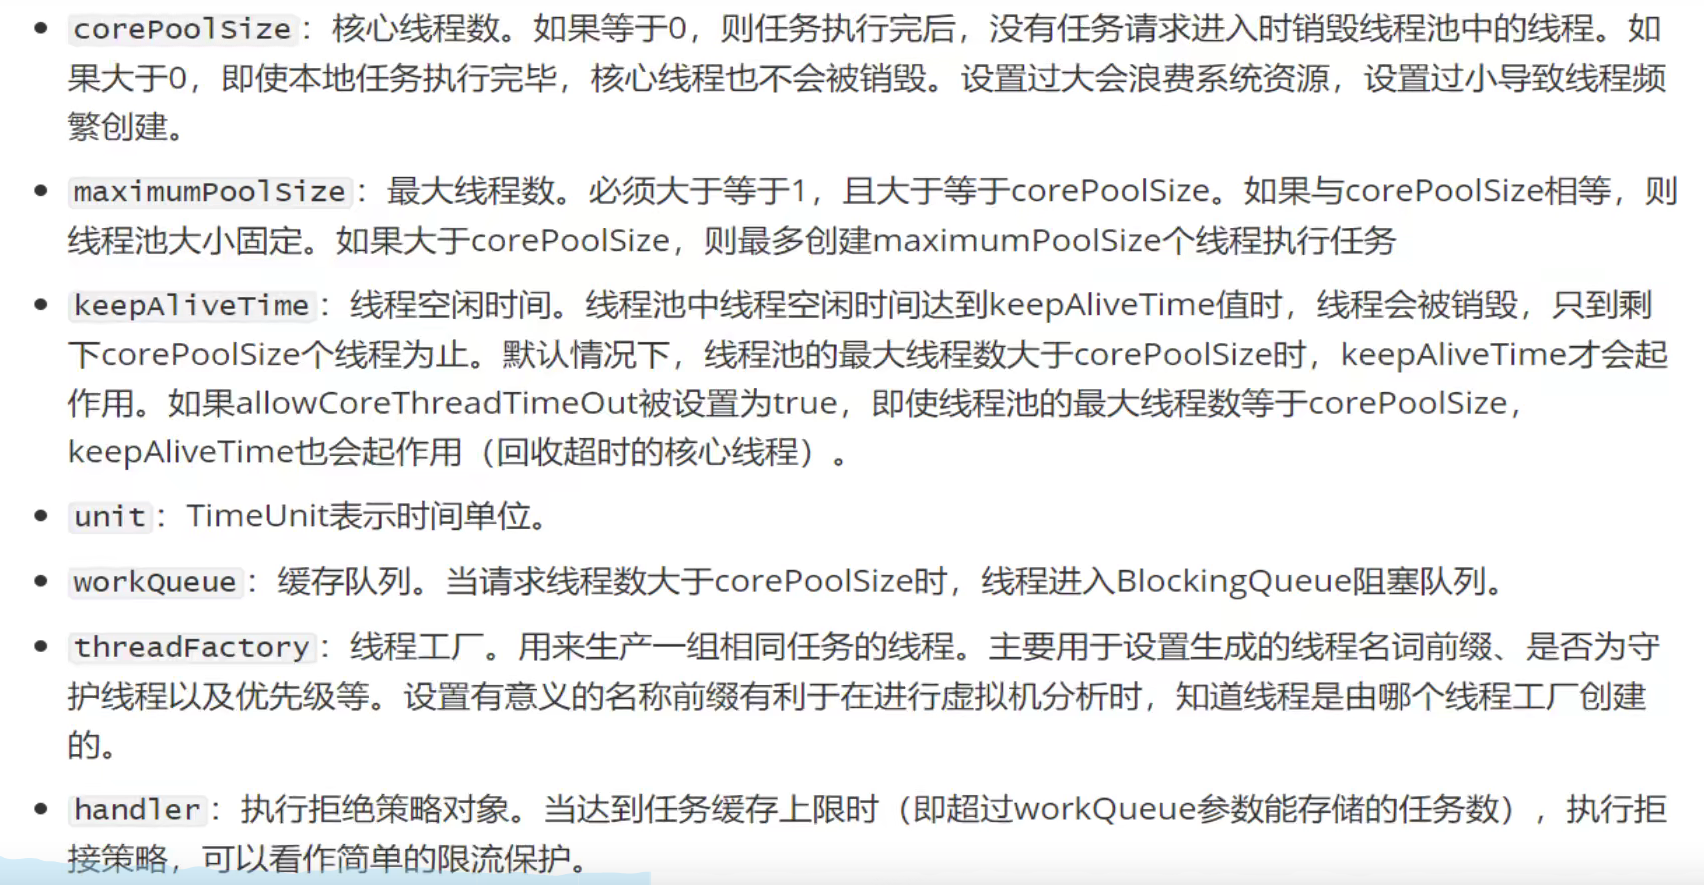 corePoolSize：核心线程数。如果等于0，则任务执行完后，没有任务请求进入时销毁线程池中的线程。如
果大于0，即使本地任务执行完毕，核心线程也不会被销毁。设置过大会浪费系统资源，设置过小导致线程频
繁创建。
maximumPoolSize：最大线程数。必须大于等于1，且大于等于corePoolSize。如果与corePoolSize相等，则
线程池大小固定。如果大于corePoolSize，则最多创建maximumPoolSize个线程执行任务
keepAliveTime：线程空闲时间。线程池中线程空闲时间达到keepAliveTime值时，线程会被销毁，只到剩
下corePoolSize个线程为止。默认情况下，线程池的最大线程数大于corePoolSize时，keepAliveTime才会起
作用。如果allowCoreThreadTimeOut被设置为true，即使线程池的最大线程数等于corePoolSize，
keepAliveTime也会起作用（回收超时的核心线程）。
unit：TimeUnit表示时间单位。
workQueue：缓存队列。当请求线程数大于corePoolSize时，线程进入BlockingQueue阻塞队列。
threadFactory：线程工厂。用来生产一组相同任务的线程。主要用于设置生成的线程名词前缀、是否为守
护线程以及优先级等。设置有意义的名称前缀有利于在进行虚拟机分析时，知道线程是由哪个线程工厂创建
的。
handler：执行拒绝策略对象。当达到任务缓存上限时（即超过workQueue参数能存储的任务数），执行拒
接策略，可以看作简单的限流保护。